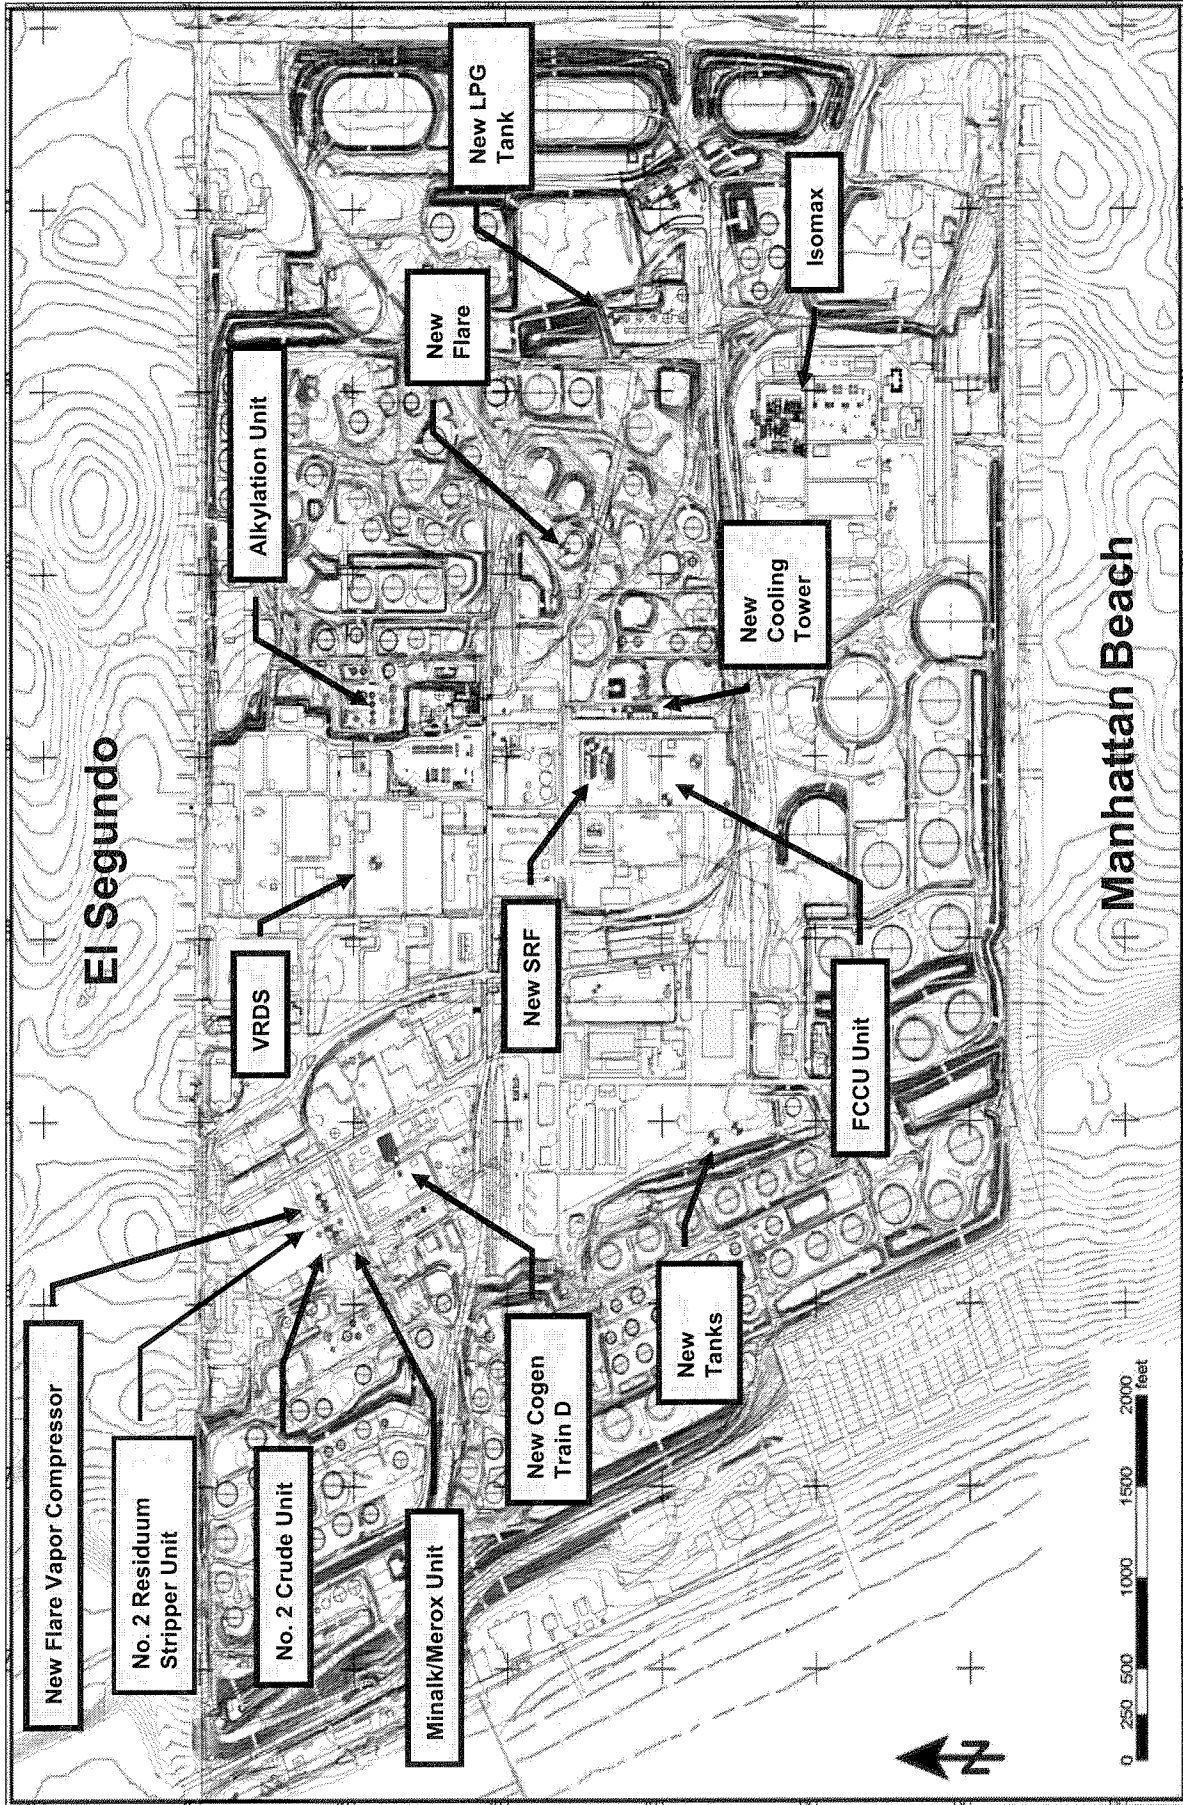 El Segundo
New Flare Vapor Compressor
No. 2 Residuum
Stripper Unit
No. 2 Crude Unit
Minalk/Merox Unit
VRDS
Alkylation Unit
New
Flare
New LPG
Tank
New Cogen
Train D
New SRF
New
Tanks
FCCU Unit
New
Cooling
Tower
Isomax
Manhattan Beach
N
0 250 500 1000 1500 2000
feet